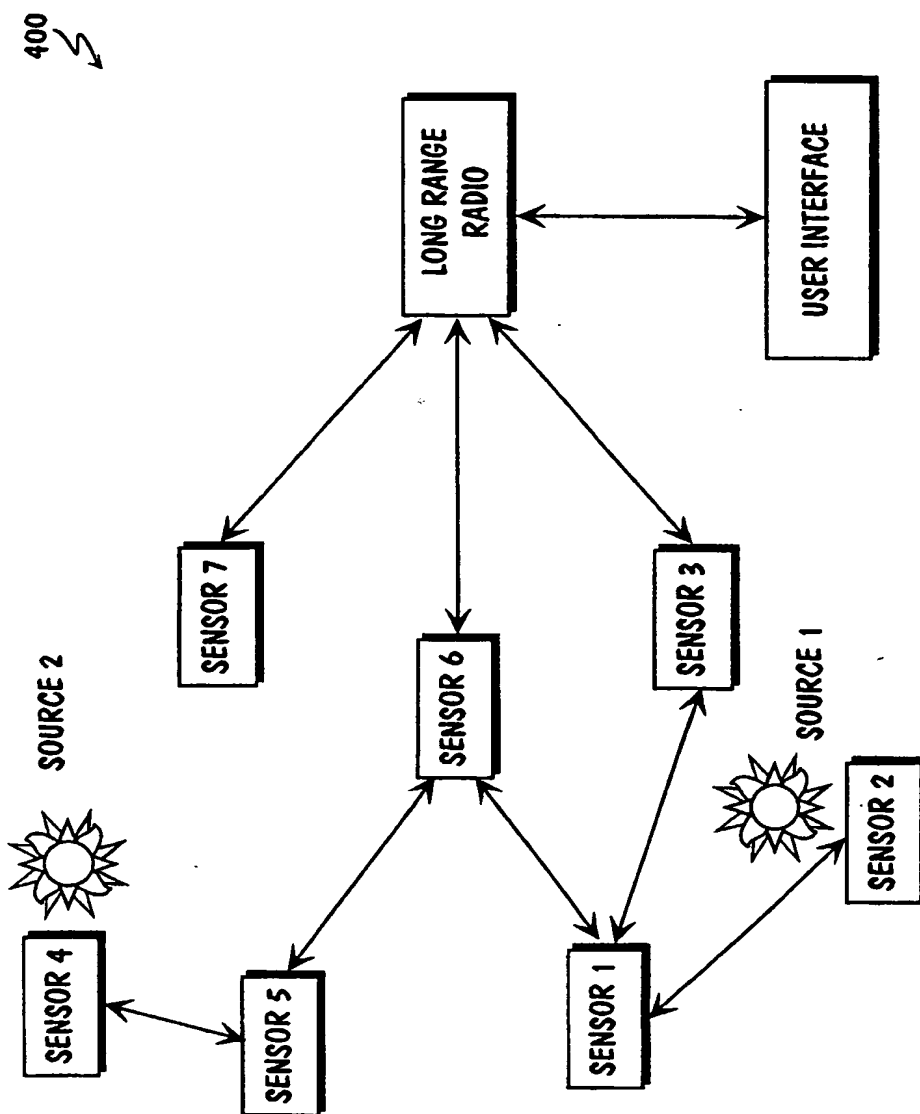 400
SOURCE 2
SENSOR 4
SENSOR 5
SENSOR 7
SENSOR 6
LONG RANGE
RADIO
SENSOR 1
SENSOR 3
SOURCE 1
SENSOR 2
USER INTERFACE